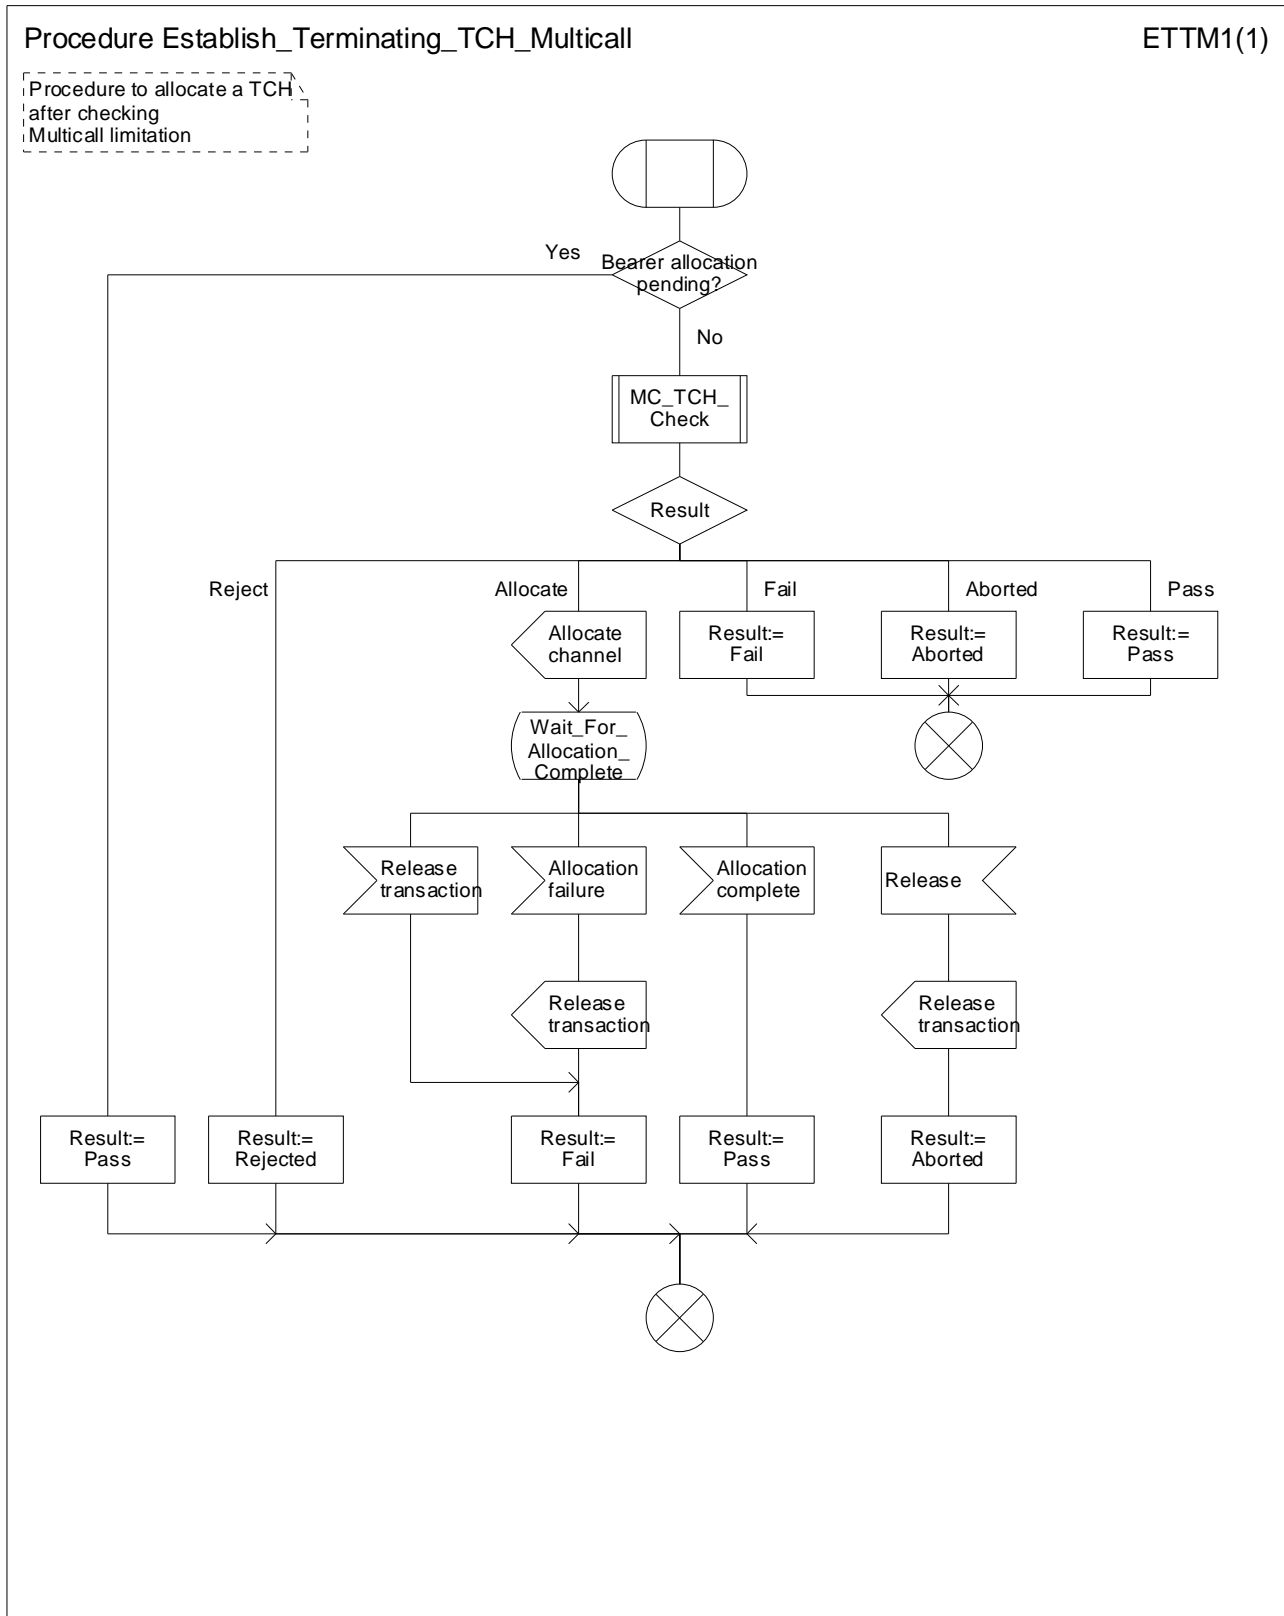 Procedure Establish_Terminating_TCH_Multicall
ETTM1(1)
Procedure to allocate a TCH
after checking
Multicall limitation
Yes
Bearer allocation
pending?
No
MC_TCH_
Check
Result
Reject
Allocate
Fail
Aborted
Pass
Allocate
channel
Result:=
Fail
Result:=
Aborted
Result:=
Pass
Wait_For_
Allocation_
Complete
Release
transaction
Allocation
failure
Allocation
complete
Release
Release
transaction
Release
transaction
Result:=
Pass
Result:=
Rejected
Result:=
Fail
Result:=
Pass
Result:=
Aborted